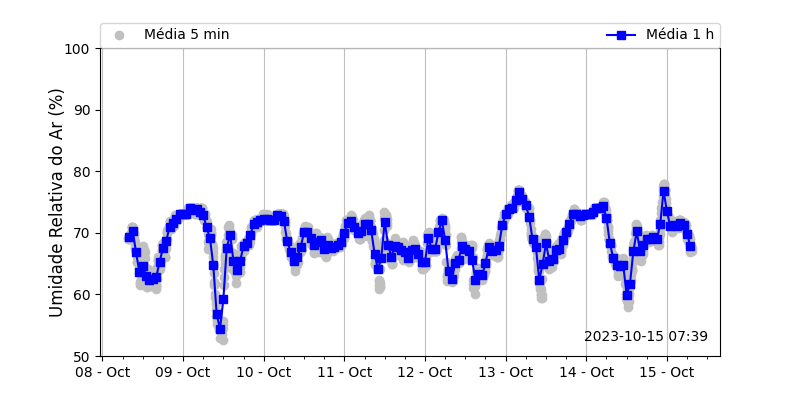 Média 5 min
Média 1 h
100
90
80
70
60
50
Umidade Relativa do Ar (%)
2023-10-15 07:39
08 - Oct
09 - Oct
10 - Oct
11 - Oct
12 - Oct
13 - Oct
14 - Oct
15 - Oct